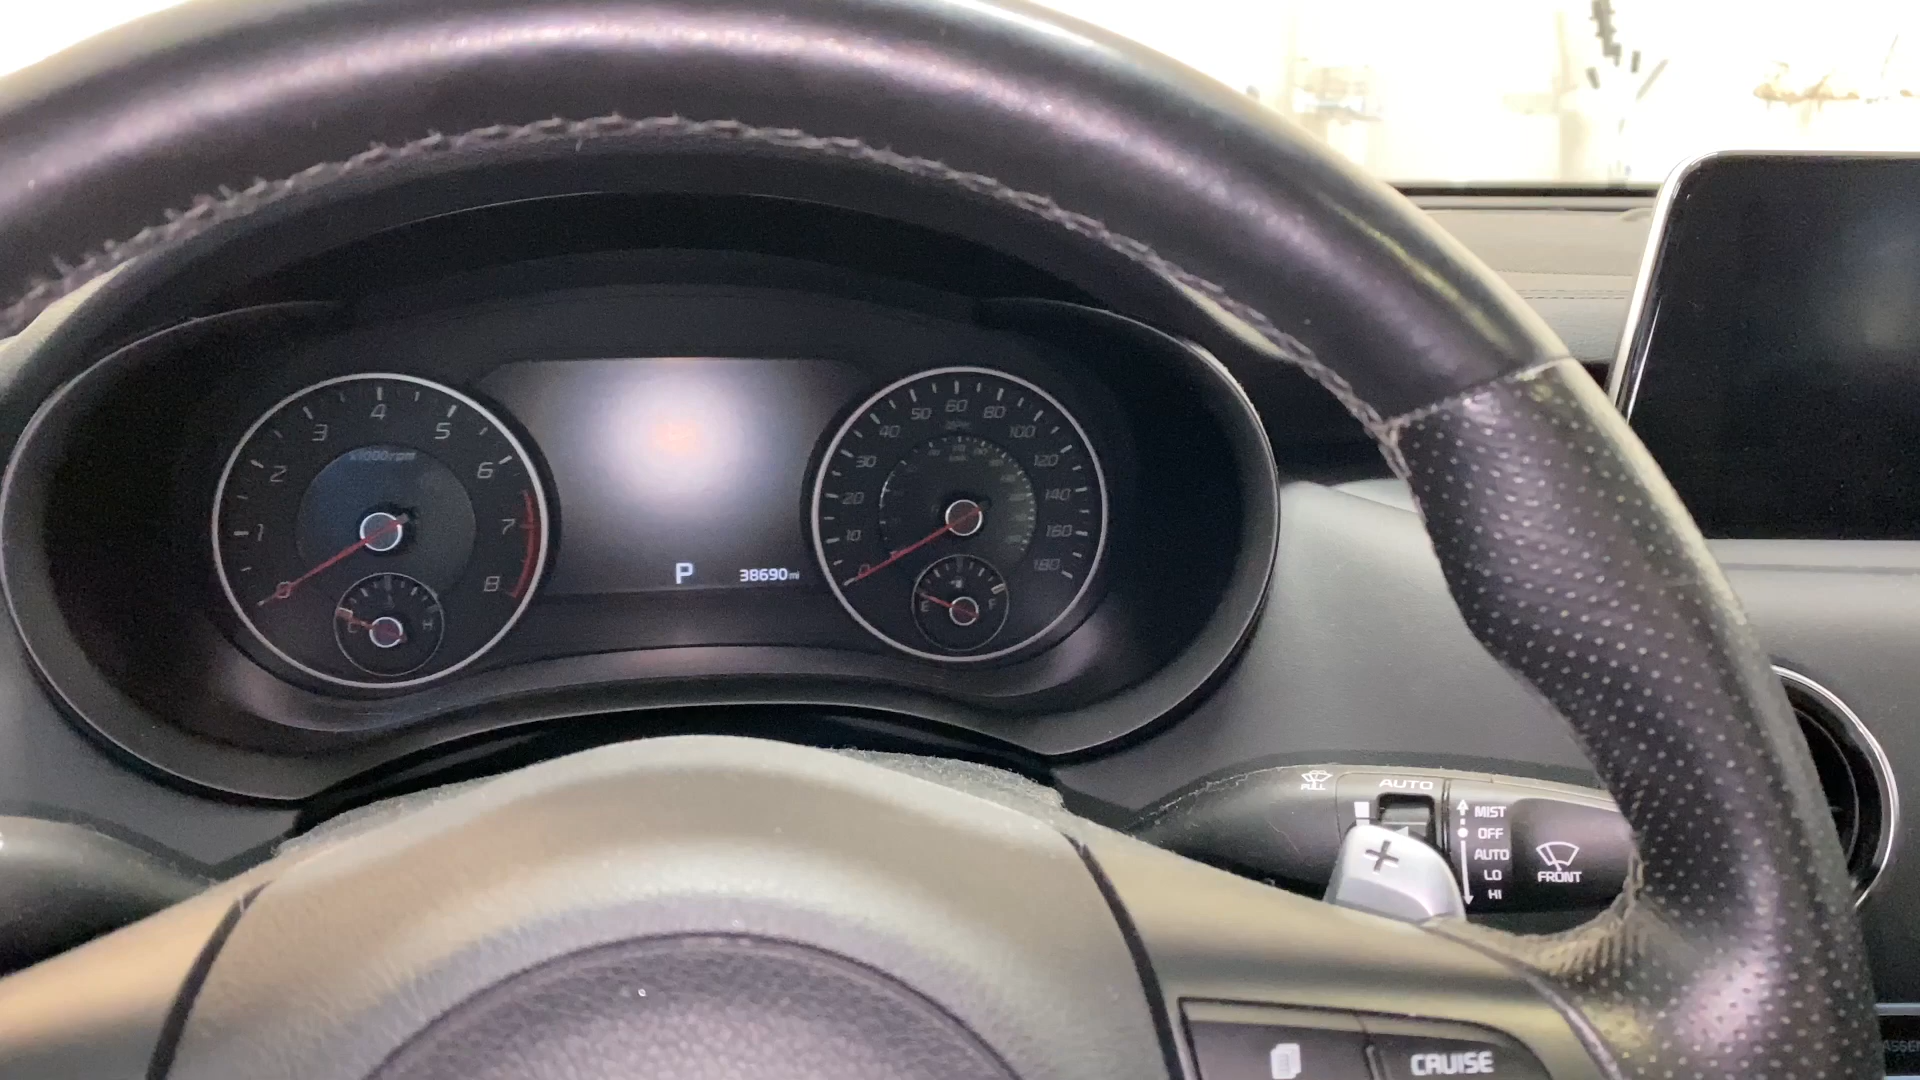 4
3 5
2 6
1 7
0 8
x1000rpm
C H
P 38690 mi
60
50 80
40 100
30 120
20 140
10 160
0 180
E F
PULL
AUTO
MIST
OFF
AUTO
LO
HI
FRONT
+
CRUISE